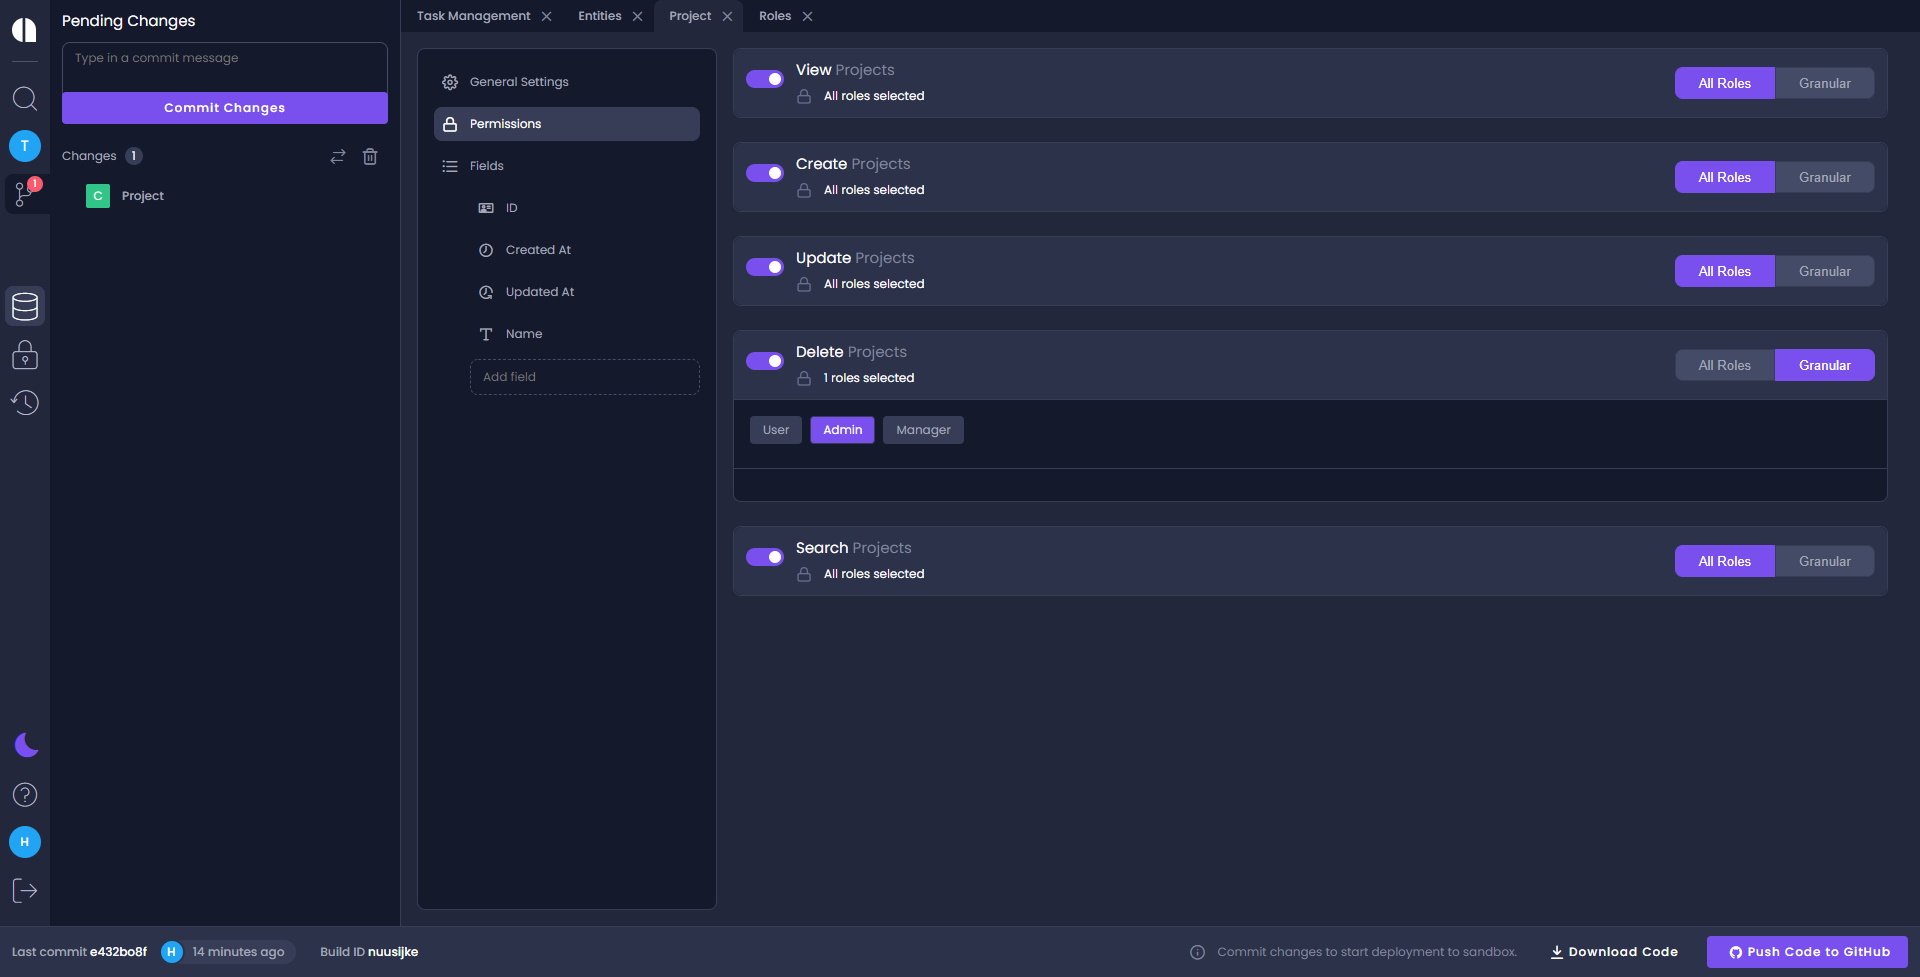 Pending Changes
Type in a commit message
Commit Changes
Changes 1
C Project
T
1
H
Task Management
Entities
Project
Roles
General Settings
Permissions
Fields
ID
Created At
Updated At
Name
Add field
View Projects
All roles selected
All Roles Granular
Create Projects
All roles selected
All Roles Granular
Update Projects
All roles selected
All Roles Granular
Delete Projects
1 roles selected
All Roles Granular
User Admin Manager
Search Projects
All roles selected
All Roles Granular
Last commit e432bo8f H 14 minutes ago Build ID nuusijke
Commit changes to start deployment to sandbox. Download Code Push Code to GitHub